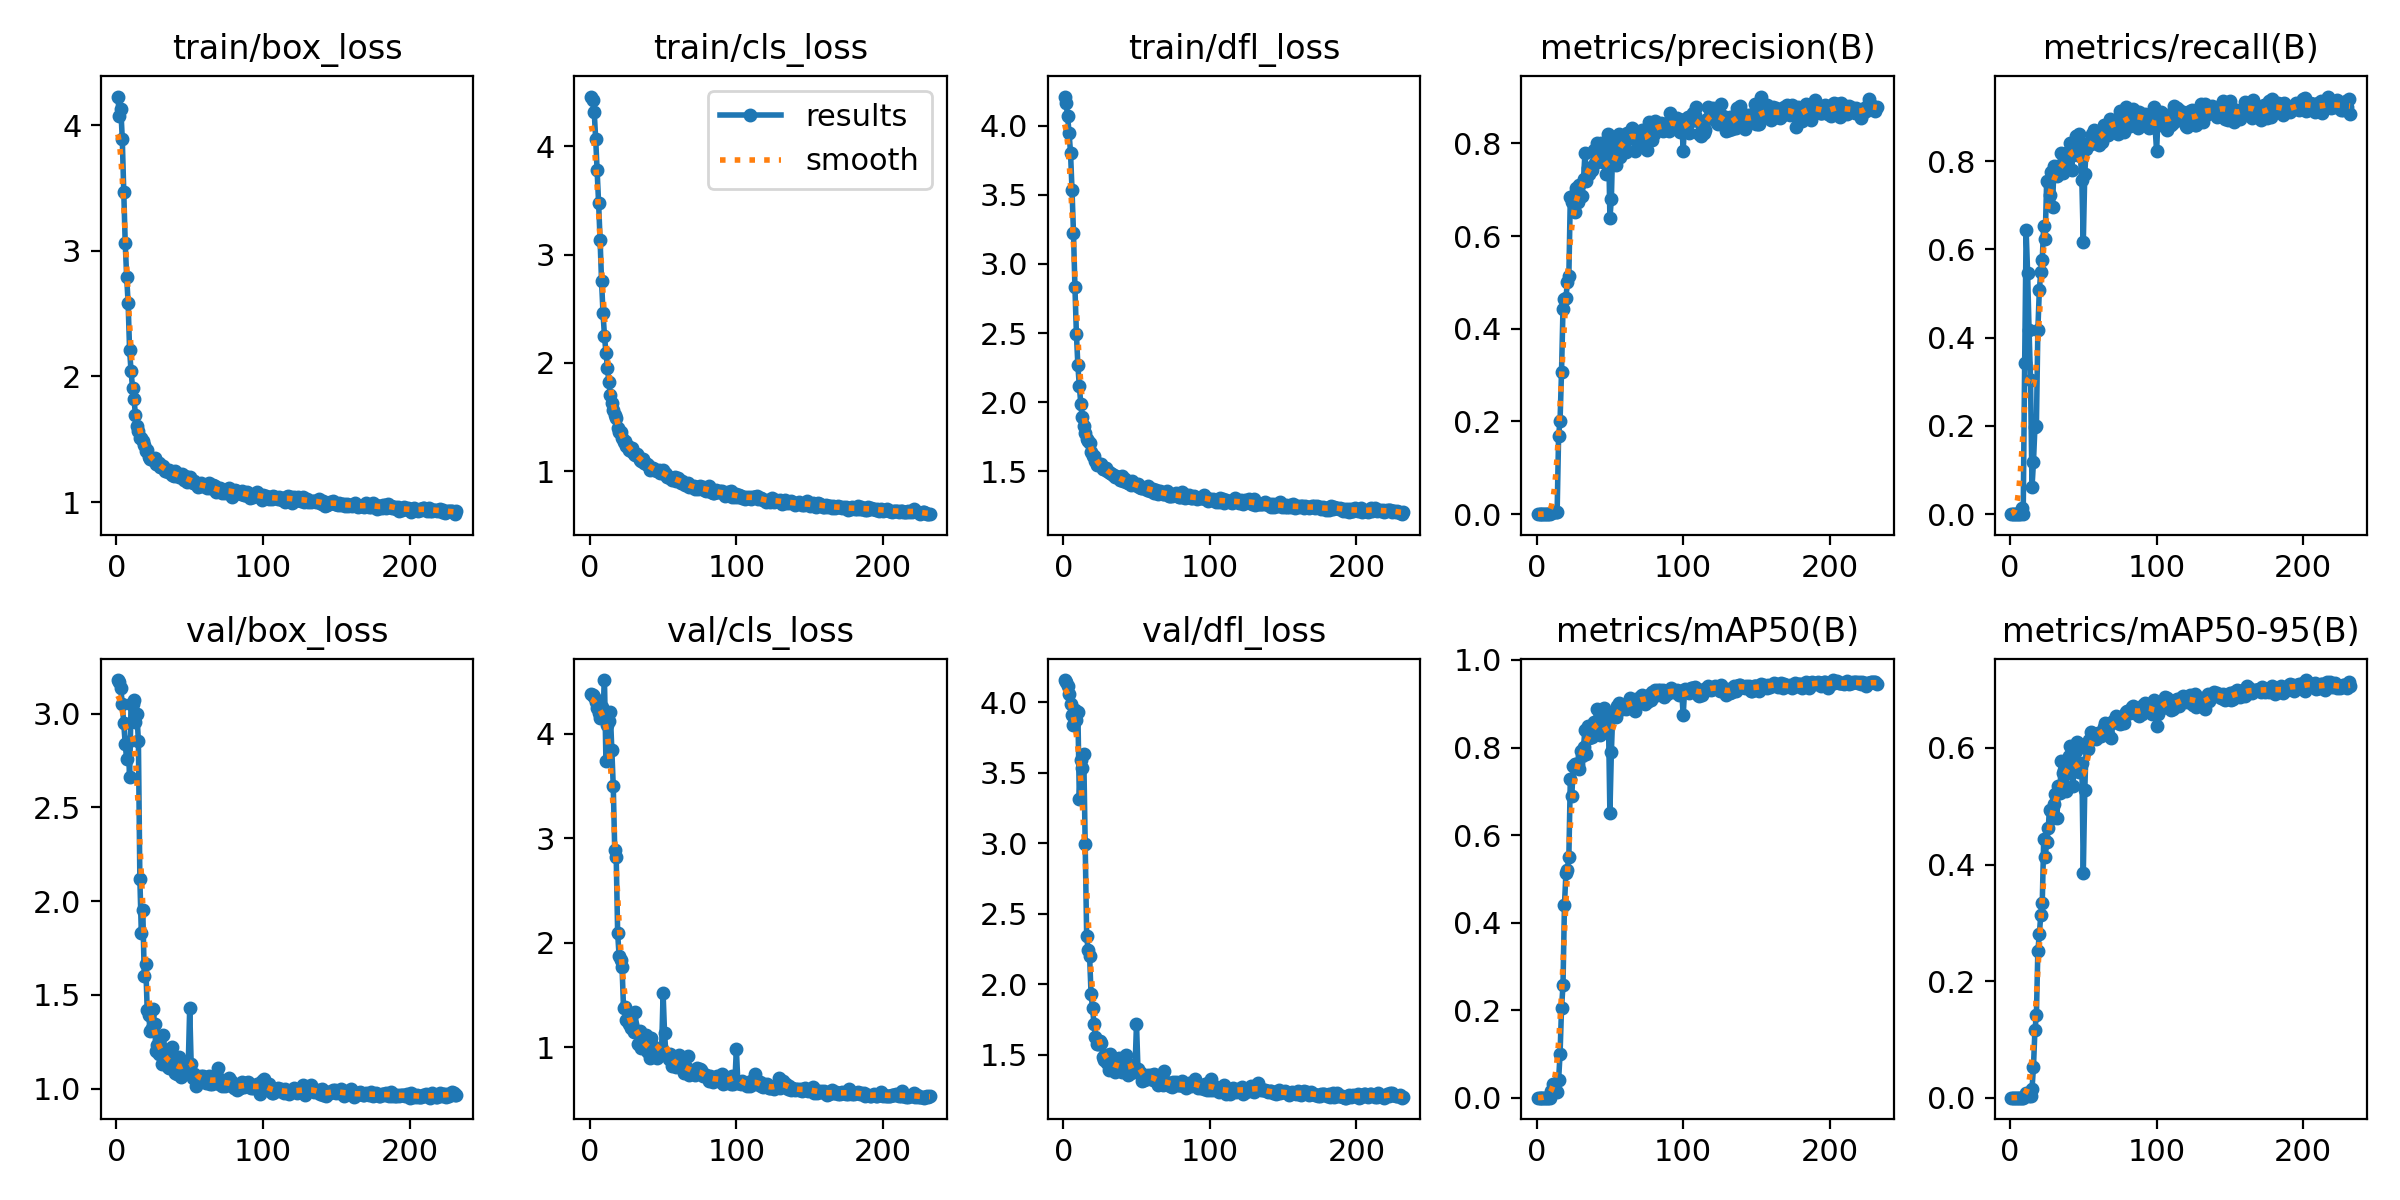 train/box_loss
train/cls_loss
train/dfl_loss
metrics/precision(B)
metrics/recall(B)
4
3
2
1
0 100 200
results
smooth
4
3
2
1
0 100 200
4.0
3.5
3.0
2.5
2.0
1.5
0 100 200
0.8
0.6
0.4
0.2
0.0
0 100 200
0.8
0.6
0.4
0.2
0.0
0 100 200
val/box_loss
val/cls_loss
val/dfl_loss
metrics/mAP50(B)
metrics/mAP50-95(B)
3.0
2.5
2.0
1.5
1.0
0 100 200
4
3
2
1
0 100 200
4.0
3.5
3.0
2.5
2.0
1.5
0 100 200
1.0
0.8
0.6
0.4
0.2
0.0
0 100 200
0.6
0.4
0.2
0.0
0 100 200